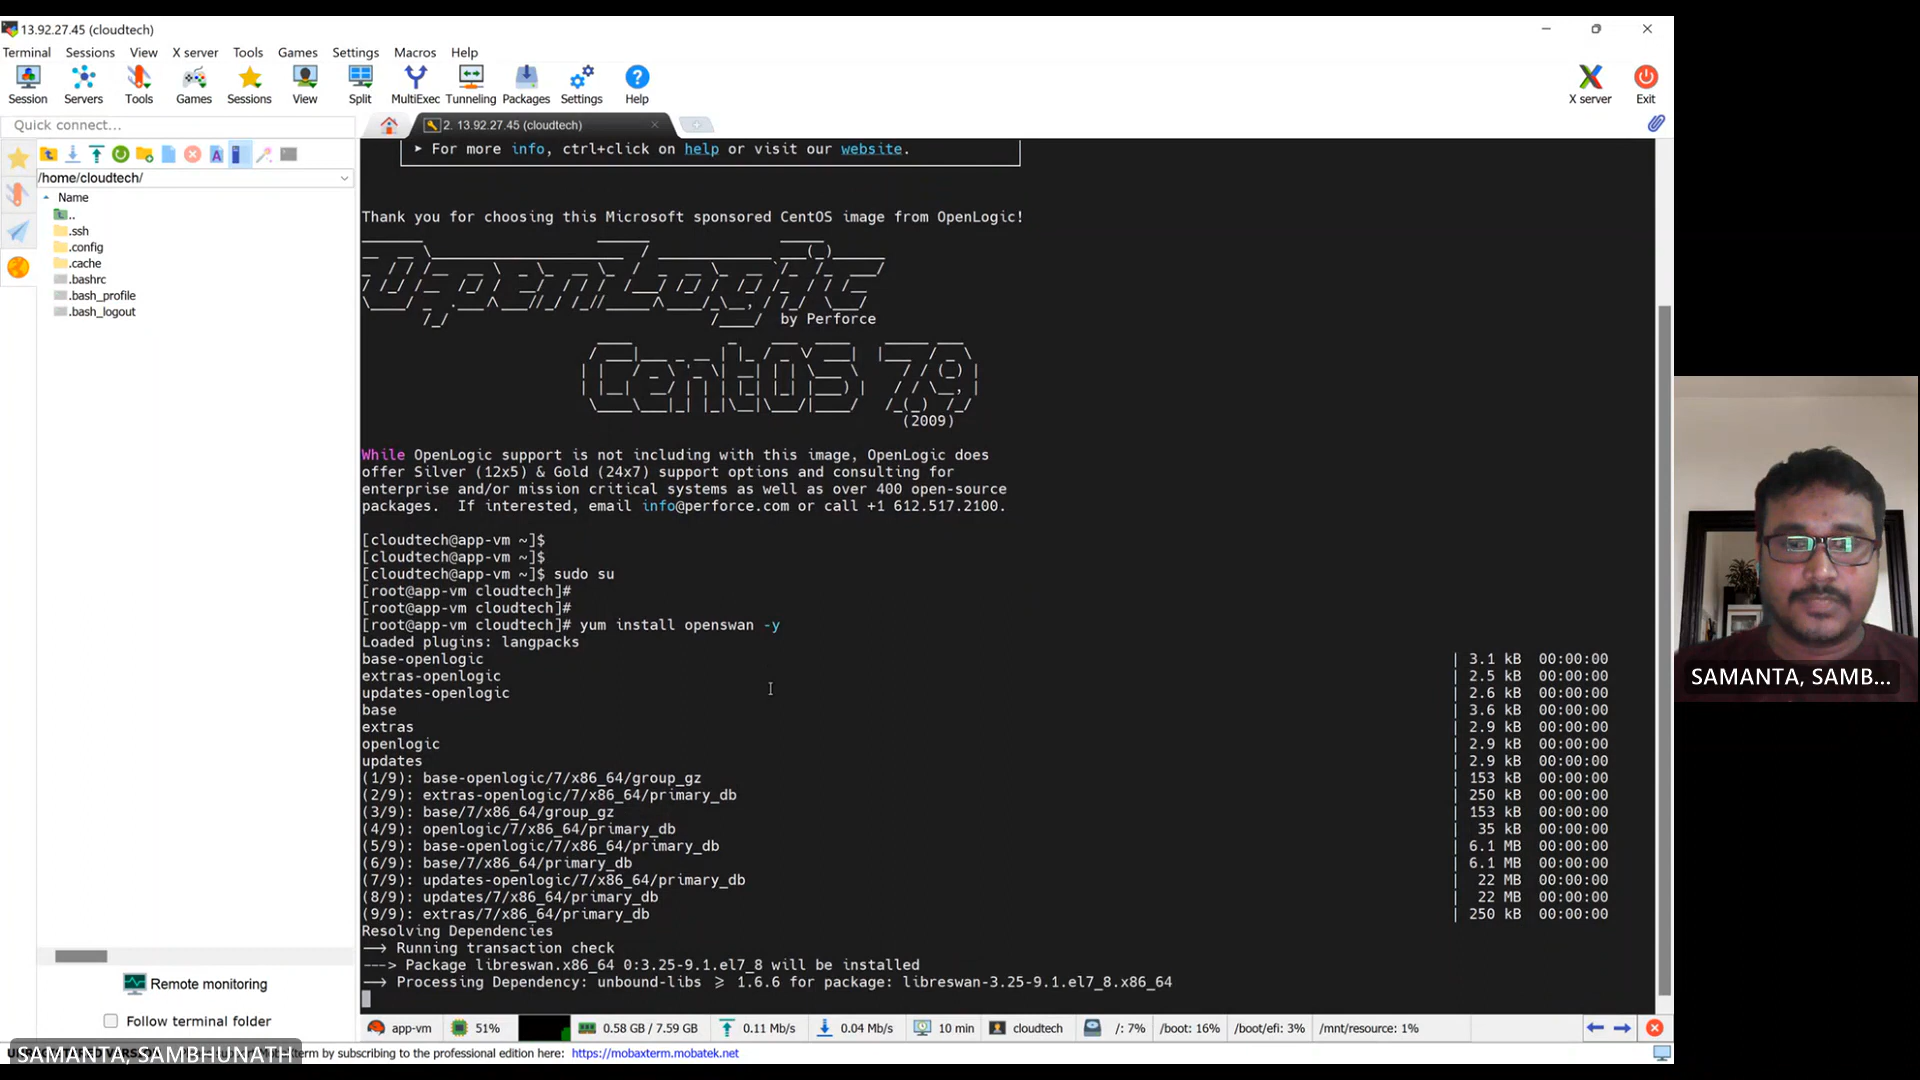 13.92.27.45 (cloudtech)
Terminal Sessions View X server Tools Games Settings Macros Help
Session Servers Tools Games Sessions View Split MultiExec Tunneling Packages Settings Help X server Exit
Quick connect...
2. 13.92.27.45 (cloudtech)
/home/cloudtech/
Name
..
.ssh
.config
.cache
.bashrc
.bash_profile
.bash_logout
Remote monitoring
Follow terminal folder
➤ For more info, ctrl+click on help or visit our website.
Thank you for choosing this Microsoft sponsored CentOS image from OpenLogic!
OpenLogic
by Perforce
CentOS 7.9
(2009)
While OpenLogic support is not including with this image, OpenLogic does
offer Silver (12x5) & Gold (24x7) support options and consulting for
enterprise and/or mission critical systems as well as over 400 open-source
packages. If interested, email info@perforce.com or call +1 612.517.2100.
[cloudtech@app-vm ~]$
[cloudtech@app-vm ~]$
[cloudtech@app-vm ~]$ sudo su
[root@app-vm cloudtech]#
[root@app-vm cloudtech]#
[root@app-vm cloudtech]# yum install openswan -y
Loaded plugins: langpacks
base-openlogic | 3.1 kB 00:00:00
extras-openlogic | 2.5 kB 00:00:00
updates-openlogic | 2.6 kB 00:00:00
base | 3.6 kB 00:00:00
extras | 2.9 kB 00:00:00
openlogic | 2.9 kB 00:00:00
updates | 2.9 kB 00:00:00
(1/9): base-openlogic/7/x86_64/group_gz | 153 kB 00:00:00
(2/9): extras-openlogic/7/x86_64/primary_db | 250 kB 00:00:00
(3/9): base/7/x86_64/group_gz | 153 kB 00:00:00
(4/9): openlogic/7/x86_64/primary_db | 35 kB 00:00:00
(5/9): base-openlogic/7/x86_64/primary_db | 6.1 MB 00:00:00
(6/9): base/7/x86_64/primary_db | 6.1 MB 00:00:00
(7/9): updates-openlogic/7/x86_64/primary_db | 22 MB 00:00:00
(8/9): updates/7/x86_64/primary_db | 22 MB 00:00:00
(9/9): extras/7/x86_64/primary_db | 250 kB 00:00:00
Resolving Dependencies
--> Running transaction check
---> Package libreswan.x86_64 0:3.25-9.1.el7_8 will be installed
--> Processing Dependency: unbound-libs >= 1.6.6 for package: libreswan-3.25-9.1.el7_8.x86_64
app-vm 51% 0.58 GB / 7.59 GB 0.11 Mb/s 0.04 Mb/s 10 min cloudtech /: 7% /boot: 16% /boot/efi: 3% /mnt/resource: 1%
SAMANTA, SAMBHUNATH
erm by subscribing to the professional edition here: https://mobaxterm.mobatek.net
SAMANTA, SAMB...